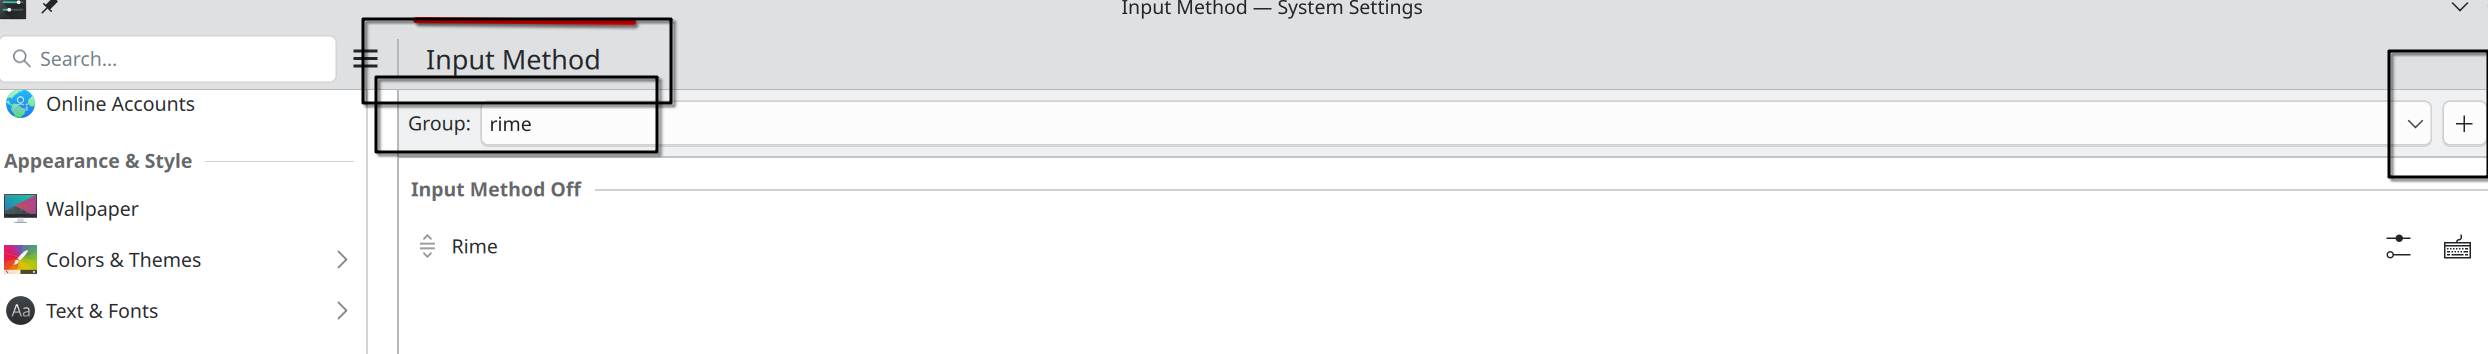 Input Method — System Settings
Search...
Input Method
Online Accounts
Group: rime
Appearance & Style
Input Method Off
Wallpaper
Rime
Colors & Themes
Aa Text & Fonts